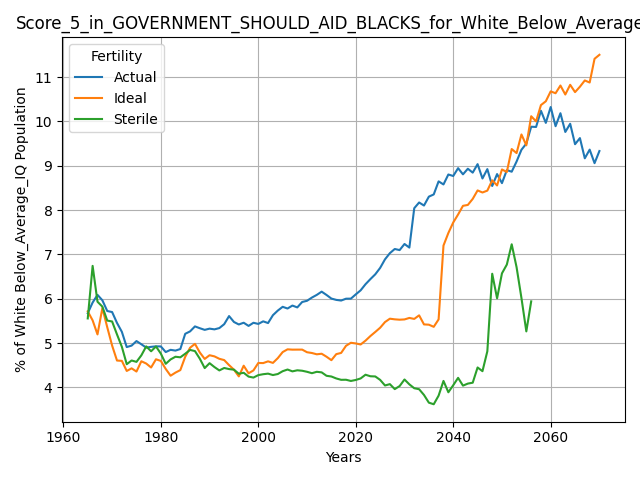 Score_5_in_GOVERNMENT_SHOULD_AID_BLACKS_for_White_Below_Average
Fertility
Actual
Ideal
Sterile
% of White Below_Average_IQ Population
11
10
9
8
7
6
5
4
1960 1980 2000 2020 2040 2060
Years